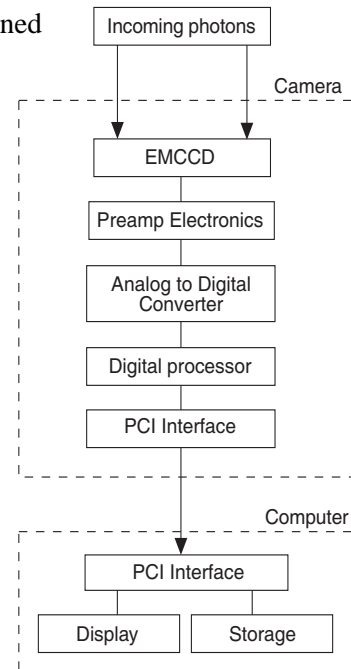 ned
Incoming photons
Camera
EMCCD
Preamp Electronics
Analog to Digital
Converter
Digital processor
PCI Interface
Computer
PCI Interface
Display
Storage